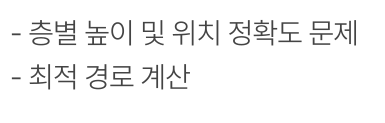 - 층별 높이 및 위치 정확도 문제
- 최적 경로 계산